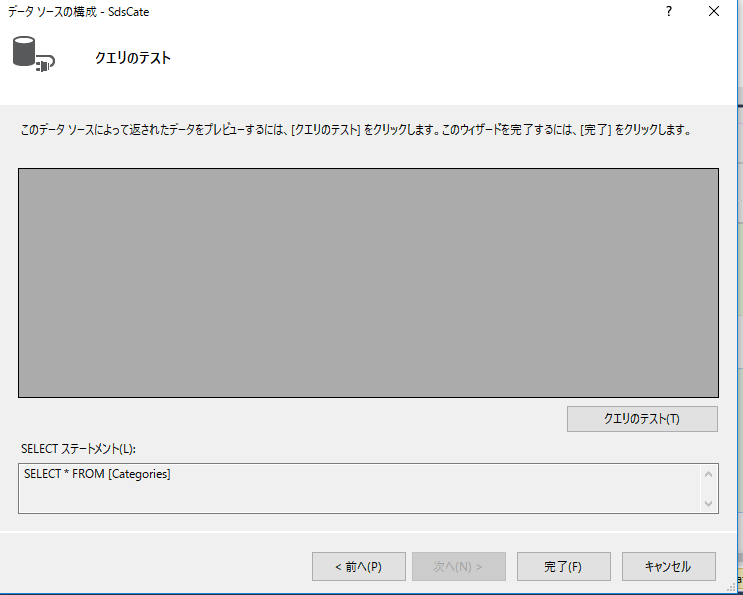 データ ソースの構成 - SdsCate
?
クエリのテスト
このデータ ソースによって返されたデータをプレビューするには、[クエリのテスト] をクリックします。このウィザードを完了するには、[完了] をクリックします。
クエリのテスト(T)
SELECT ステートメント(L):
SELECT * FROM [Categories]
< 前へ(P)
次へ(N) >
完了(F)
キャンセル